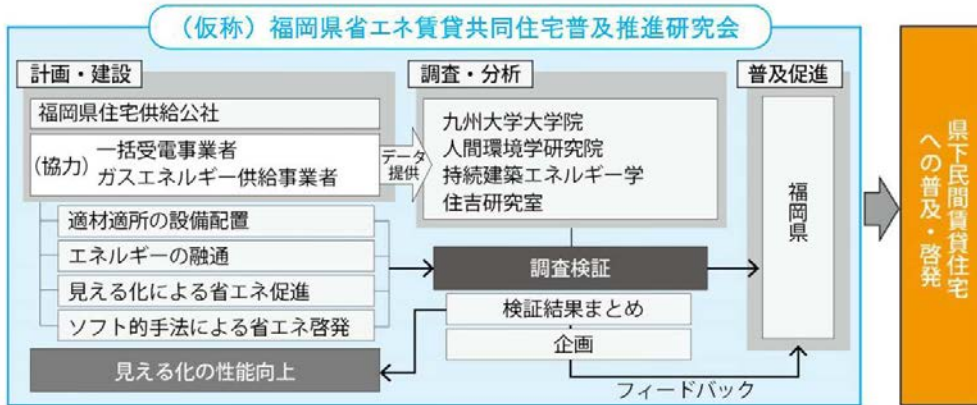 （仮称）福岡県省エネ賃貸共同住宅普及推進研究会
計画・建設
福岡県住宅供給公社
（協力）
一括受電事業者
ガスエネルギー供給事業者
データ
提供
適材適所の設備配置
エネルギーの融通
見える化による省エネ促進
ソフト的手法による省エネ啓発
見える化の性能向上
調査・分析
九州大学大学院
人間環境学研究院
持続建築エネルギー学
住吉研究室
調査検証
検証結果まとめ
企画
フィードバック
普及促進
福岡県
県下民間賃貸住宅
への普及・啓発